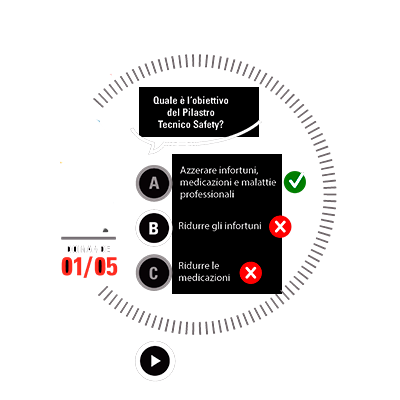 Quale è l'obiettivo
del Pilastro
Tecnico Safety?
A
Azzerare infortuni,
medicazioni e malattie
professionali
B
Ridurre gli infortuni
C
Ridurre le
medicazioni
01/05